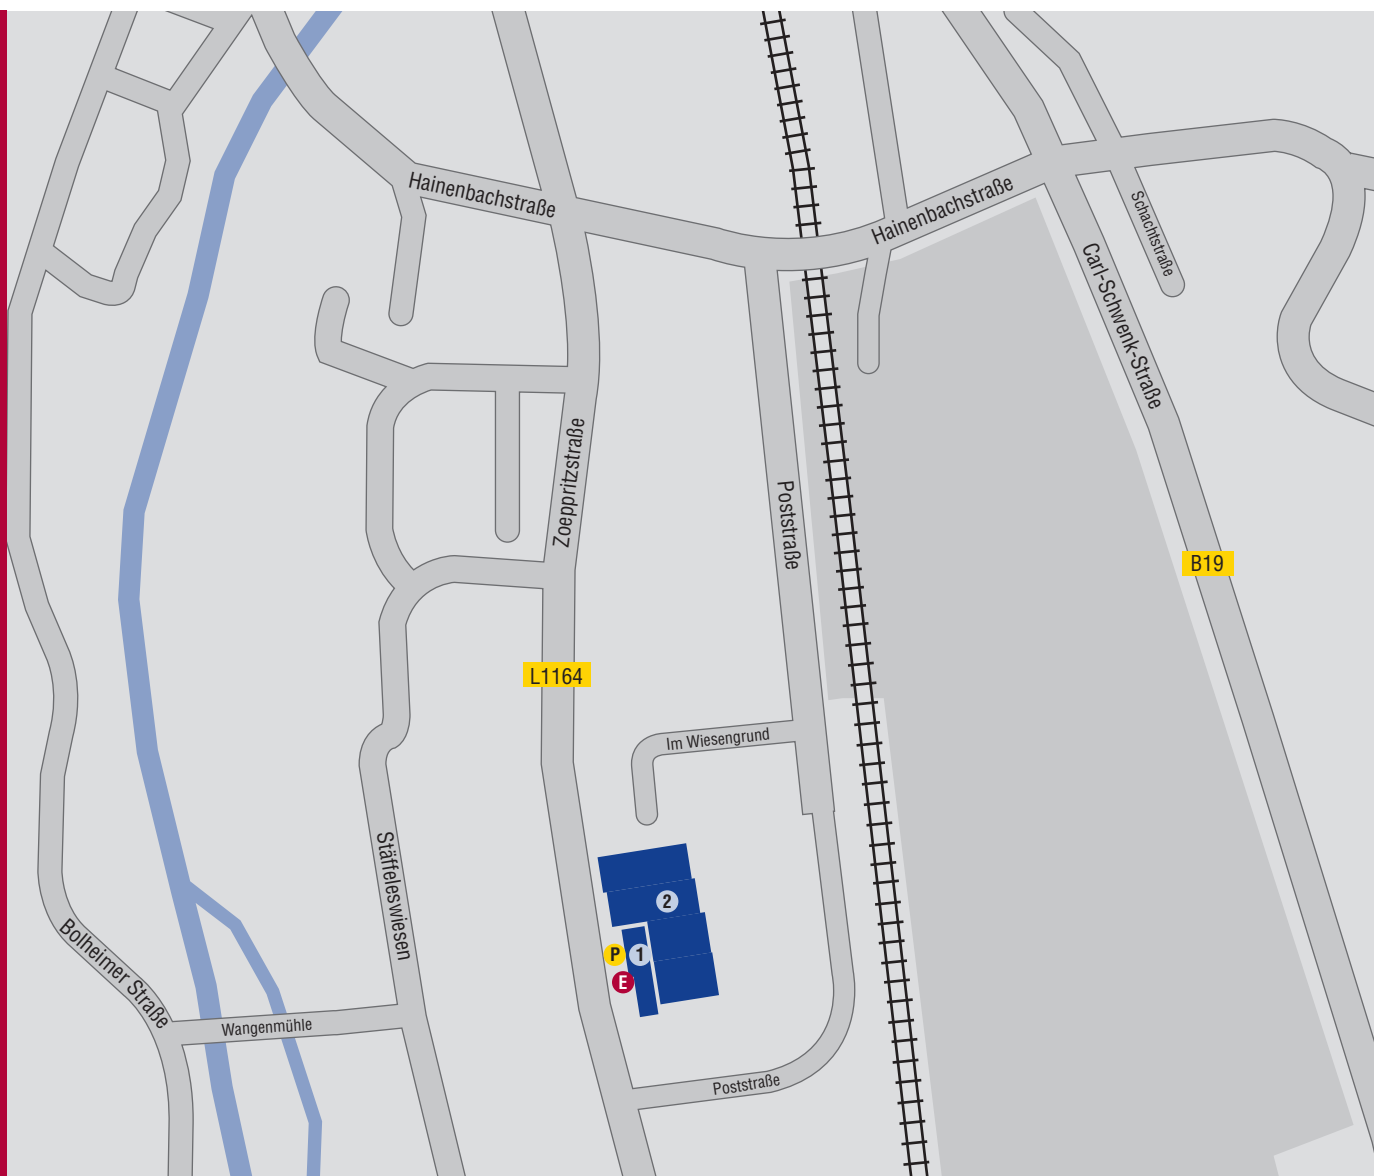 Hainenbachstraße
Hainenbachstraße
Schachtstraße
Carl-Schwenk-Straße
Zoeppritzstraße
Poststraße
B19
L1164
Im Wiesengrund
Stäffeleswiesen
2
P
1
E
Bolheimer Straße
Wangenmühle
Poststraße